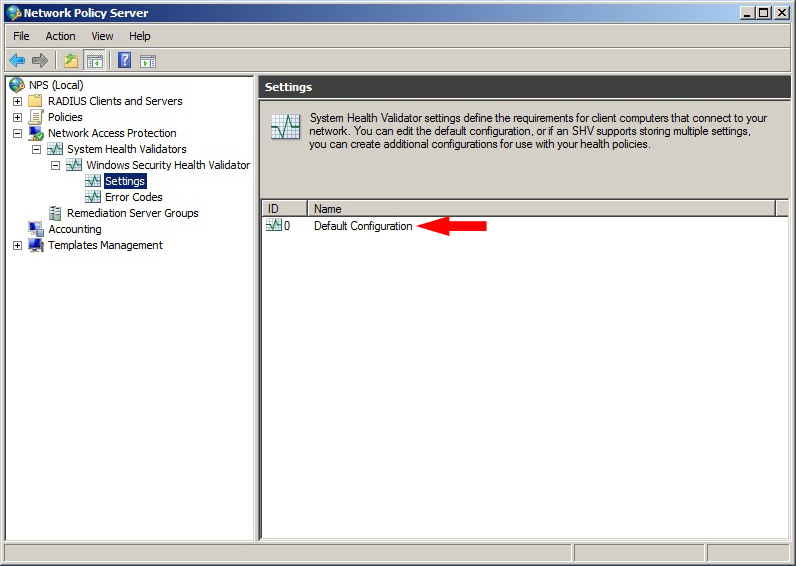 Network Policy Server
File Action View Help
NPS (Local)
RADIUS Clients and Servers
Policies
Network Access Protection
System Health Validators
Windows Security Health Validator
Settings
Error Codes
Remediation Server Groups
Accounting
Templates Management
Settings
System Health Validator settings define the requirements for client computers that connect to your
network. You can edit the default configuration, or if an SHV supports storing multiple settings,
you can create additional configurations for use with your health policies.
ID Name
0 Default Configuration